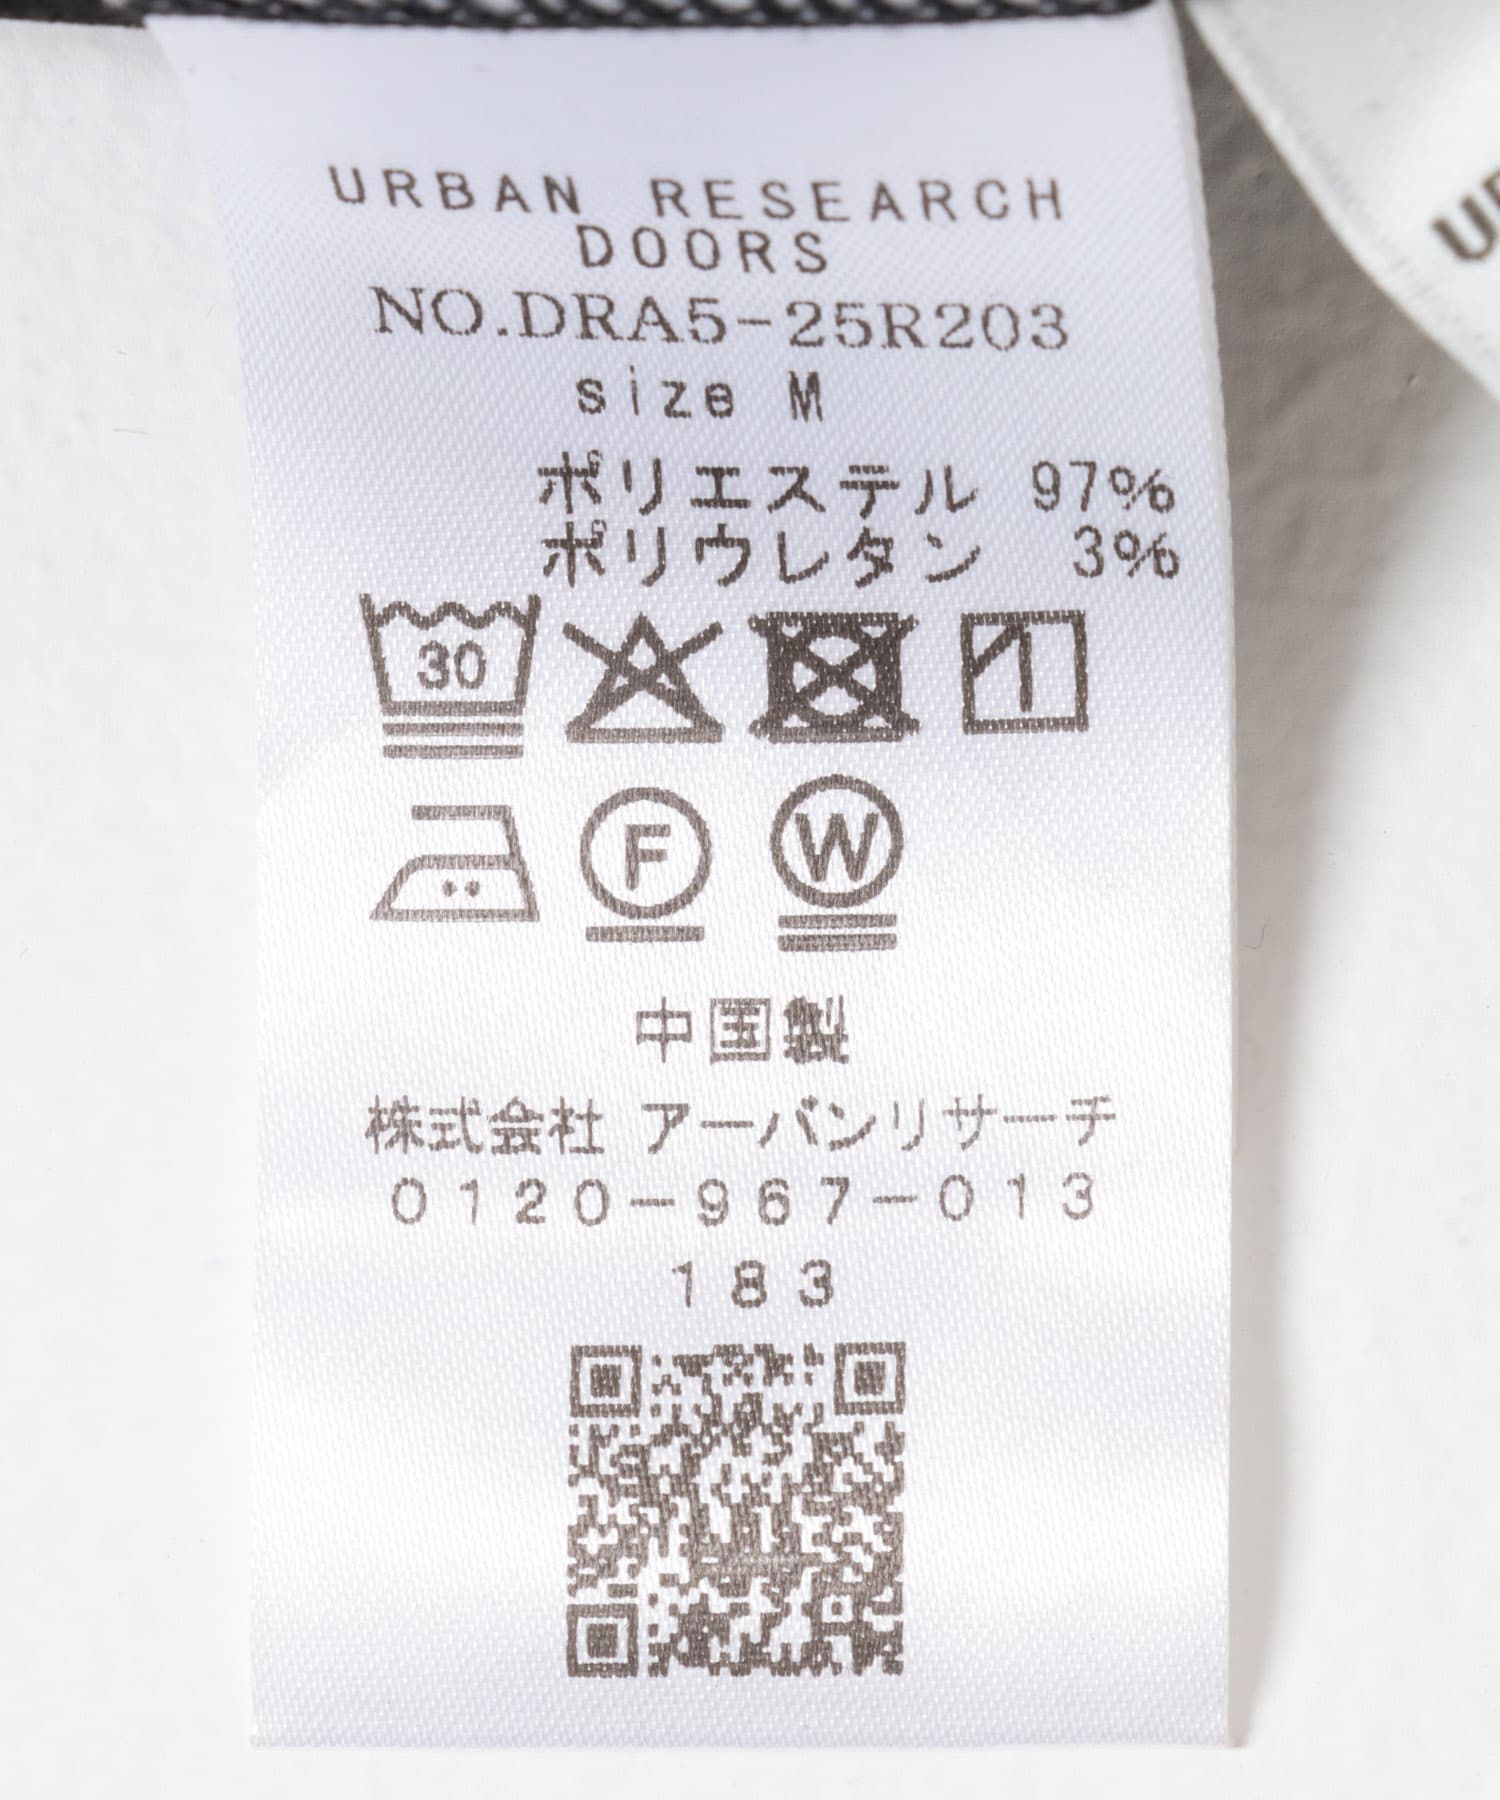 URBAN RESEARCH
DOORS
NO.DRA5-25R203
size M
ポリエステル 97%
ポリウレタン 3%
30
F
W
中国製
株式会社 アーバンリサーチ
0120-967-013
183